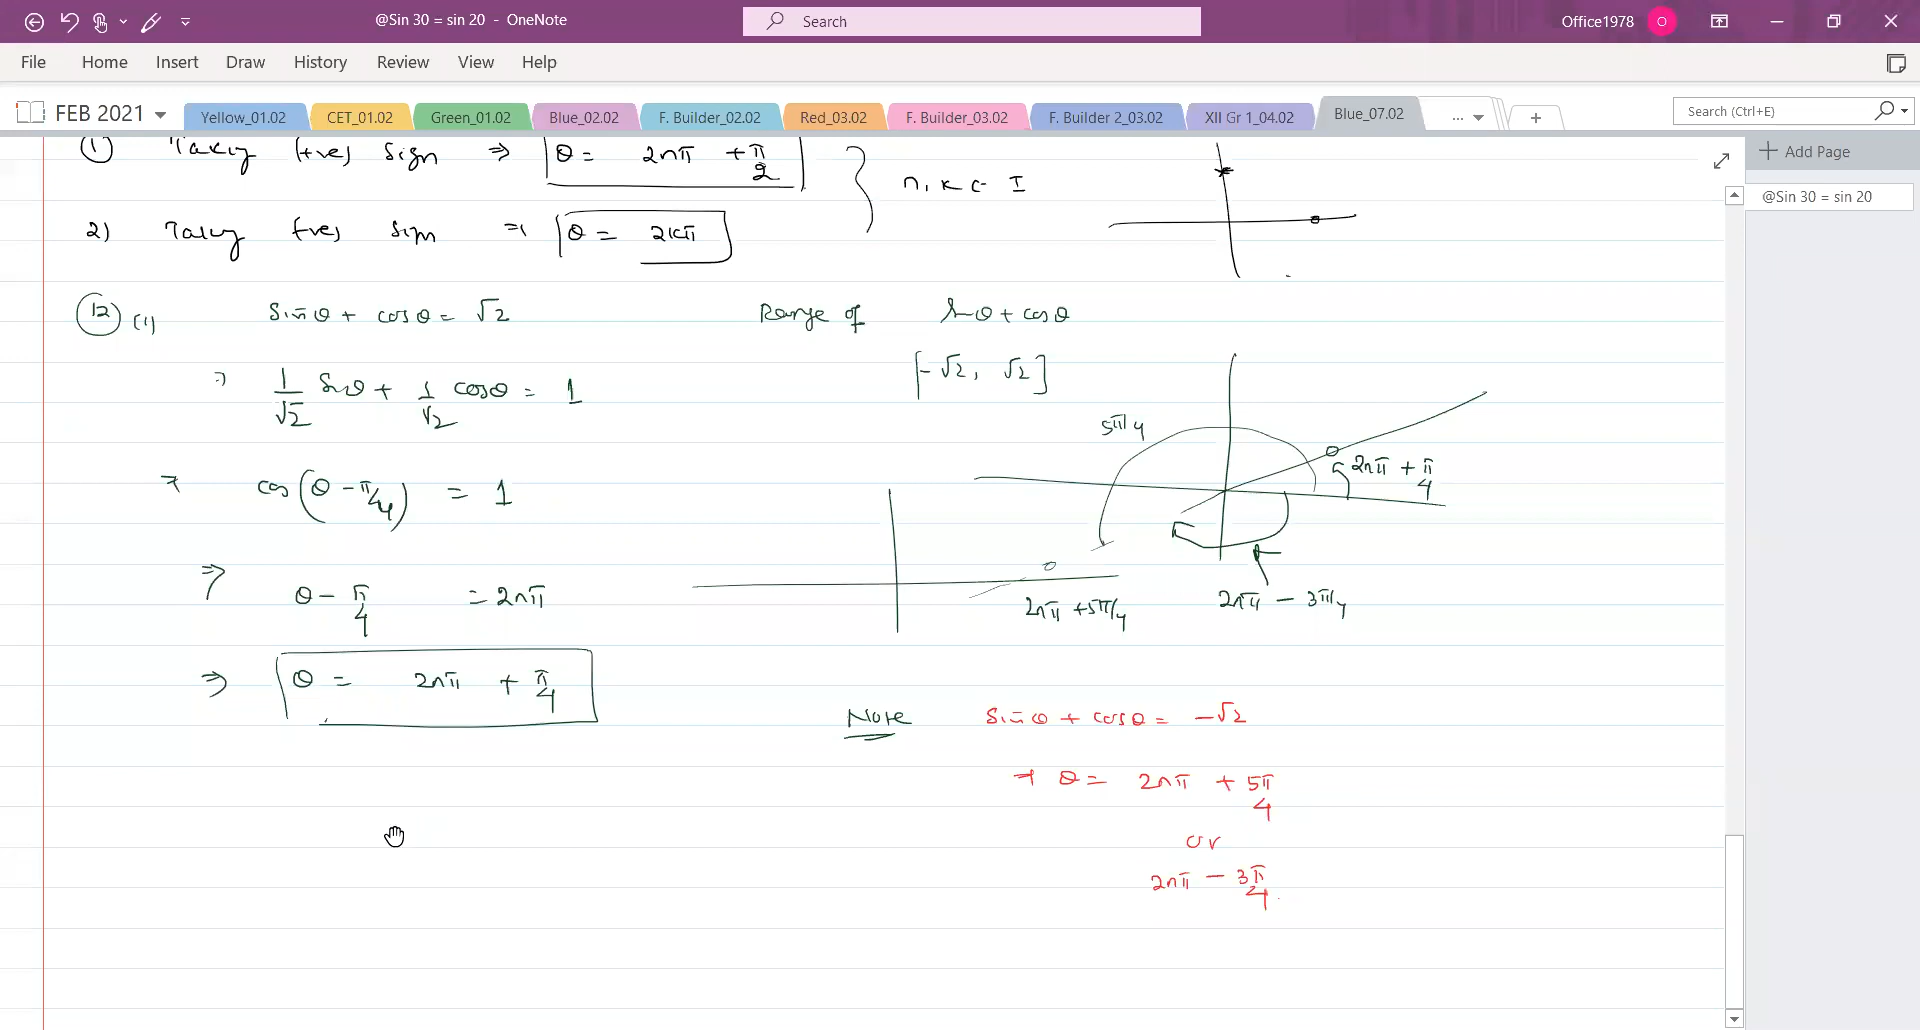 @Sin 30 = sin 20 - OneNote
Search
Office1978
File Home Insert Draw History Review View Help
FEB 2021
Yellow_01.02 CET_01.02 Green_01.02 Blue_02.02 F. Builder_02.02 Red_03.02 F. Builder_03.02 F. Builder 2_03.02 XII Gr 1_04.02 Blue_07.02 ...
Search (Ctrl+E)
Add Page
@Sin 30 = sin 20
1) Taking (+ve) sign ⇒ θ = 2nπ + π/2
n, k ∈ I
2) Taking (-ve) sign ⇒ θ = 2kπ
12 (1) Sinθ + cosθ = √2
Range of Sinθ + cosθ
[-√2, √2]
⇒ 1/√2 Sinθ + 1/√2 cosθ = 1
5π/4
2nπ + π/4
⇒ cos(θ - π/4) = 1
⇒ θ - π/4 = 2nπ
2nπ + 5π/4
2nπ - 3π/4
⇒ θ = 2nπ + π/4
Note Sinθ + cosθ = -√2
⇒ θ = 2nπ + 5π/4
or
2nπ - 3π/4